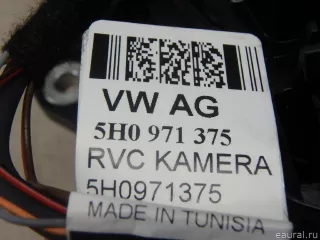 VW AG
5H0 971 375
RVC KAMERA
5H0971375
MADE IN TUNISIA
eaural.ru